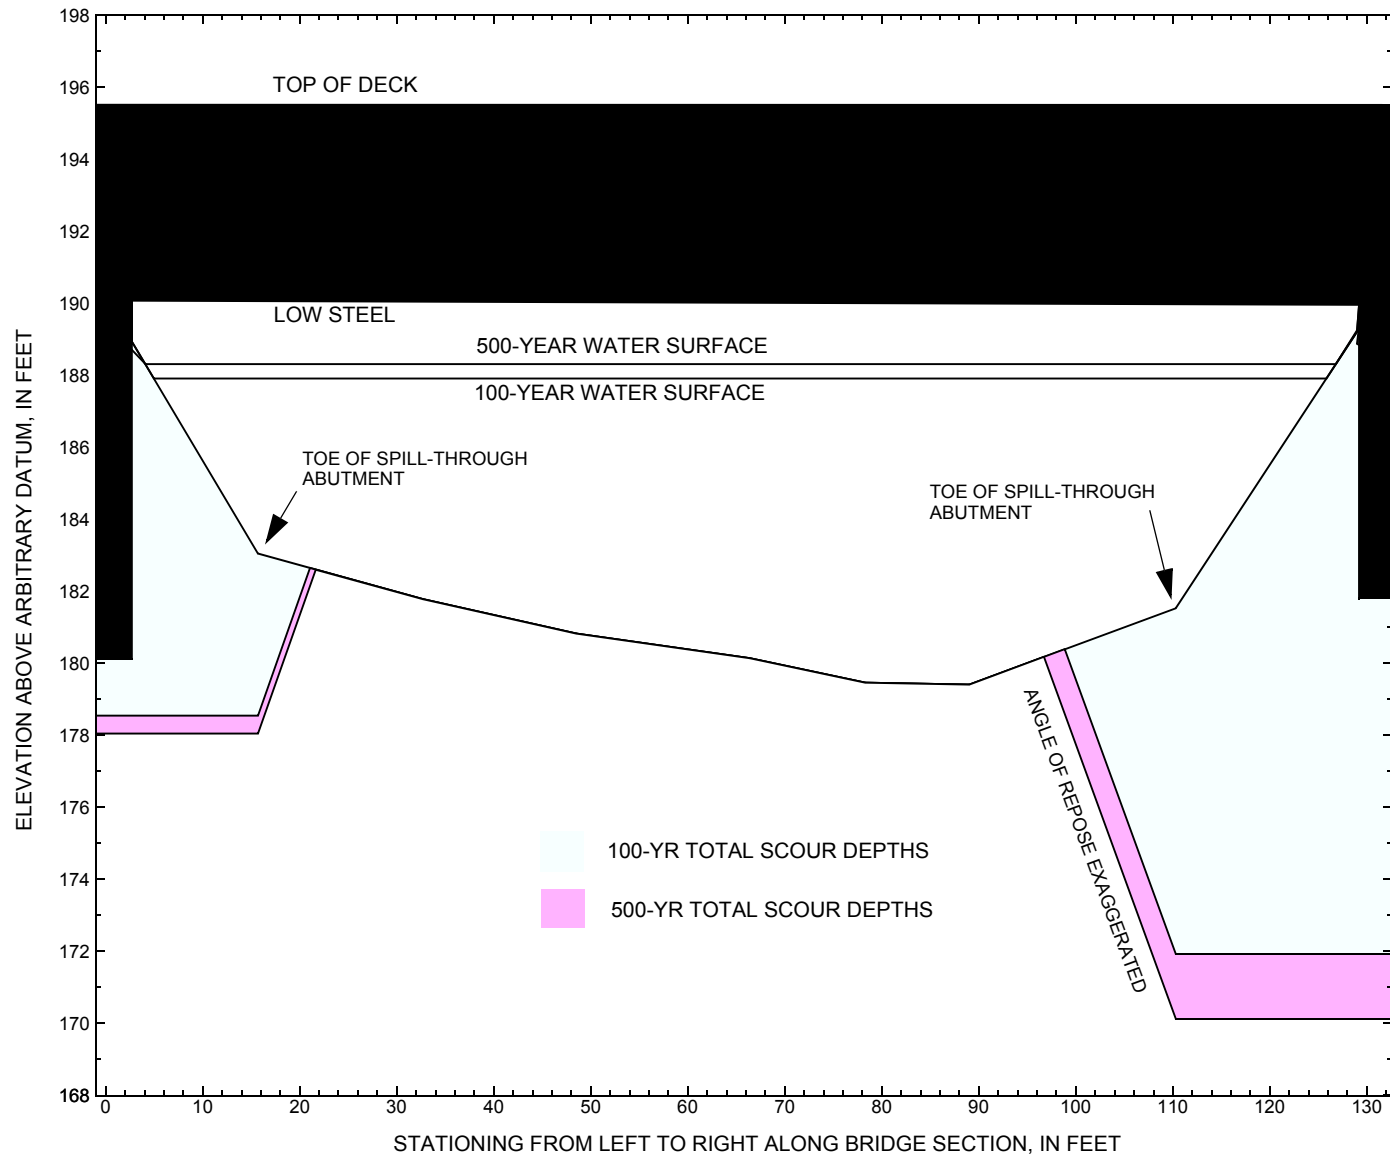 198
196
194
192
190
188
186
184
182
180
178
176
174
172
170
168
ELEVATION ABOVE ARBITRARY DATUM, IN FEET
TOP OF DECK
LOW STEEL
500-YEAR WATER SURFACE
100-YEAR WATER SURFACE
TOE OF SPILL-THROUGH
ABUTMENT
TOE OF SPILL-THROUGH
ABUTMENT
ANGLE OF REPOSE EXAGGERATED
100-YR TOTAL SCOUR DEPTHS
500-YR TOTAL SCOUR DEPTHS
0 10 20 30 40 50 60 70 80 90 100 110 120 130
STATIONING FROM LEFT TO RIGHT ALONG BRIDGE SECTION, IN FEET